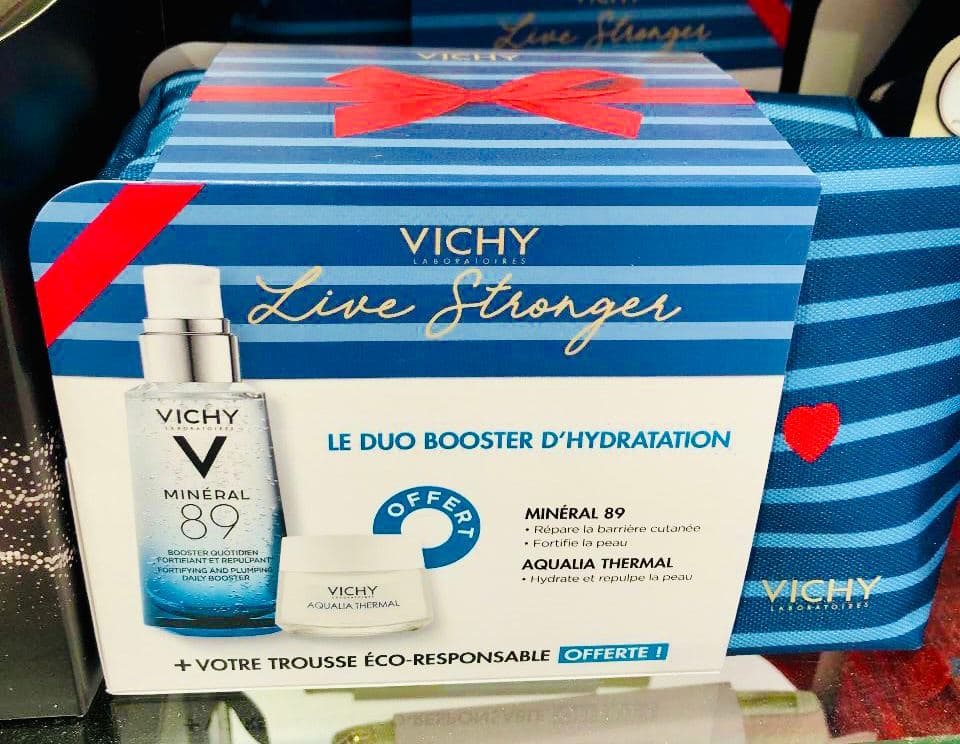 Live Stronger
VICHY
VICHY
LABORATOIRES
Live Stronger
VICHY
LABORATOIRES
V
MINÉRAL
89
BOOSTER QUOTIDIEN
FORTIFIANT ET REPULPANT
FORTIFYING AND PLUMPING
DAILY BOOSTER
LE DUO BOOSTER D'HYDRATATION
OFFERT
VICHY
LABORATOIRES
AQUALIA THERMAL
MINÉRAL 89
• Répare la barrière cutanée
• Fortifie la peau
AQUALIA THERMAL
• Hydrate et repulpe la peau
+ VOTRE TROUSSE ÉCO-RESPONSABLE OFFERTE !
VICHY
LABORATOIRES